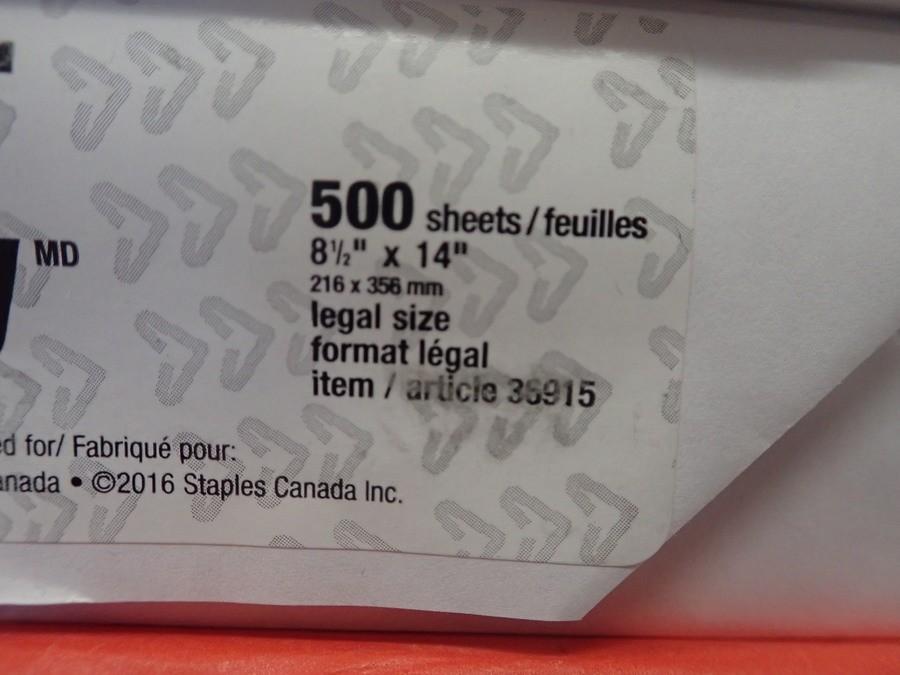 500 sheets/feuilles
8½" x 14"
MD
216 x 356 mm
legal size
format légal
item / article 36915
ed for/ Fabriqué pour:
anada • ©2016 Staples Canada Inc.